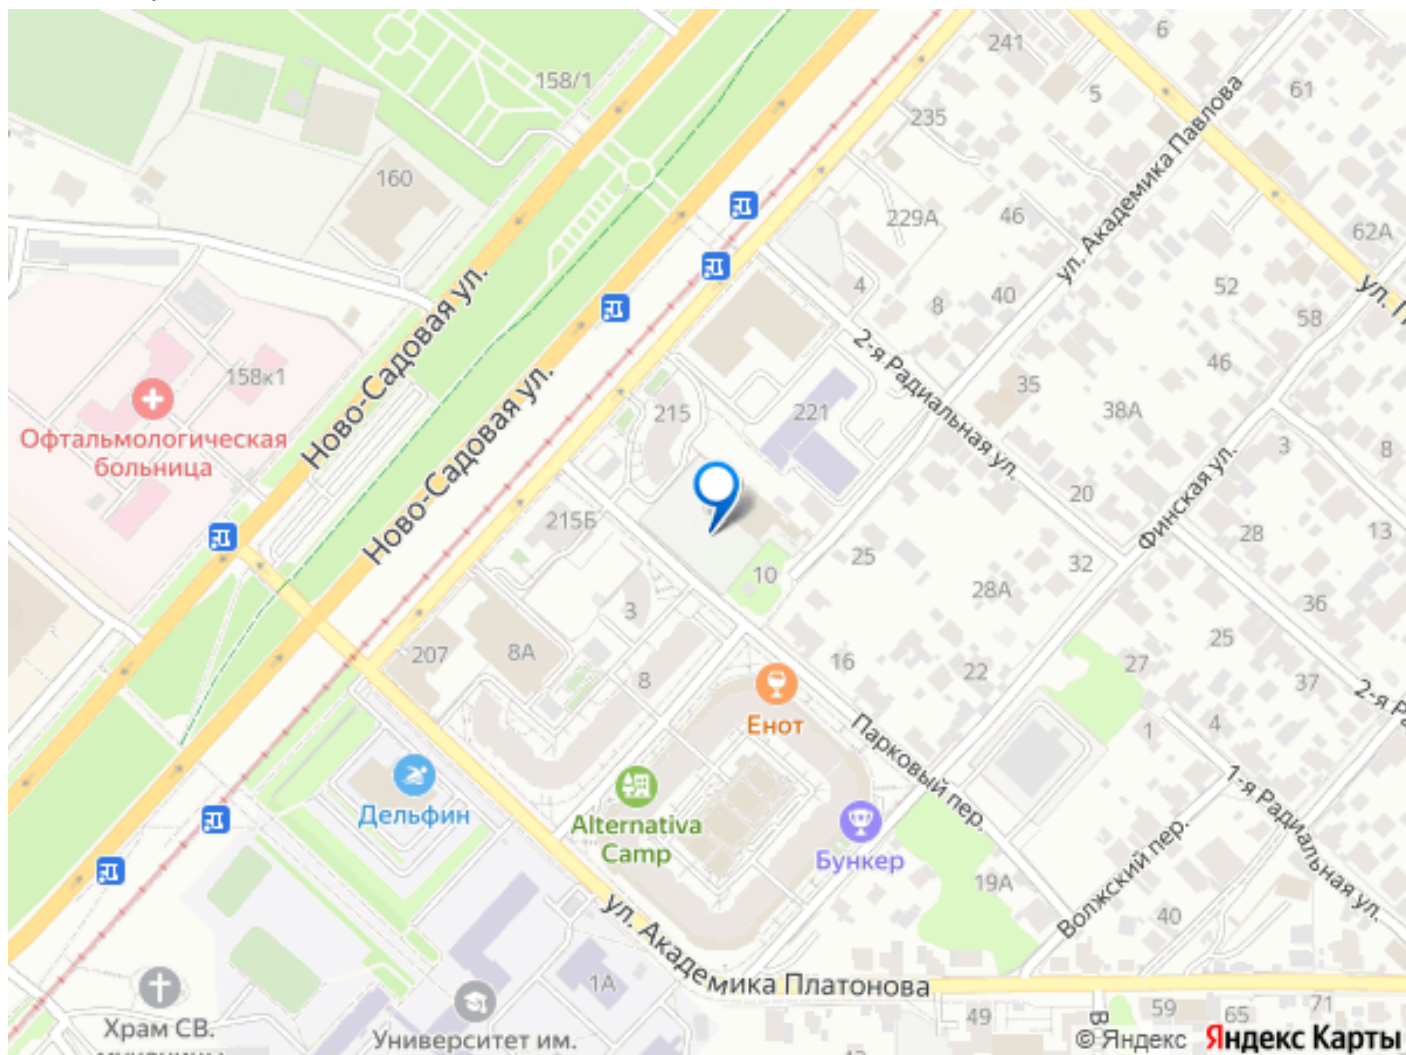 241
6
5
61
158/1
235
ул. Академика Павлова
160
229А
46
62А
4
8
40
52
ул. П
58
Ново-Садовая ул.
2-я Радиальная ул.
46
158к1
35
38А
215
221
Офтальмологическая
больница
Ново-Садовая ул.
3
8
Финская ул.
20
215Б
28
13
25
32
10
28А
36
3
25
207
8А
16
22
27
8
37
2-я Ра
Енот
Парковый пер.
1
4
1-я Радиальная ул.
Дельфин
Alternativa
Camp
Бункер
19А
Волжский пер.
40
ул. Академика Платонова
1А
Храм СВ.
Университет им.
49
В
59
65
71
© Яндекс Яндекс Карты